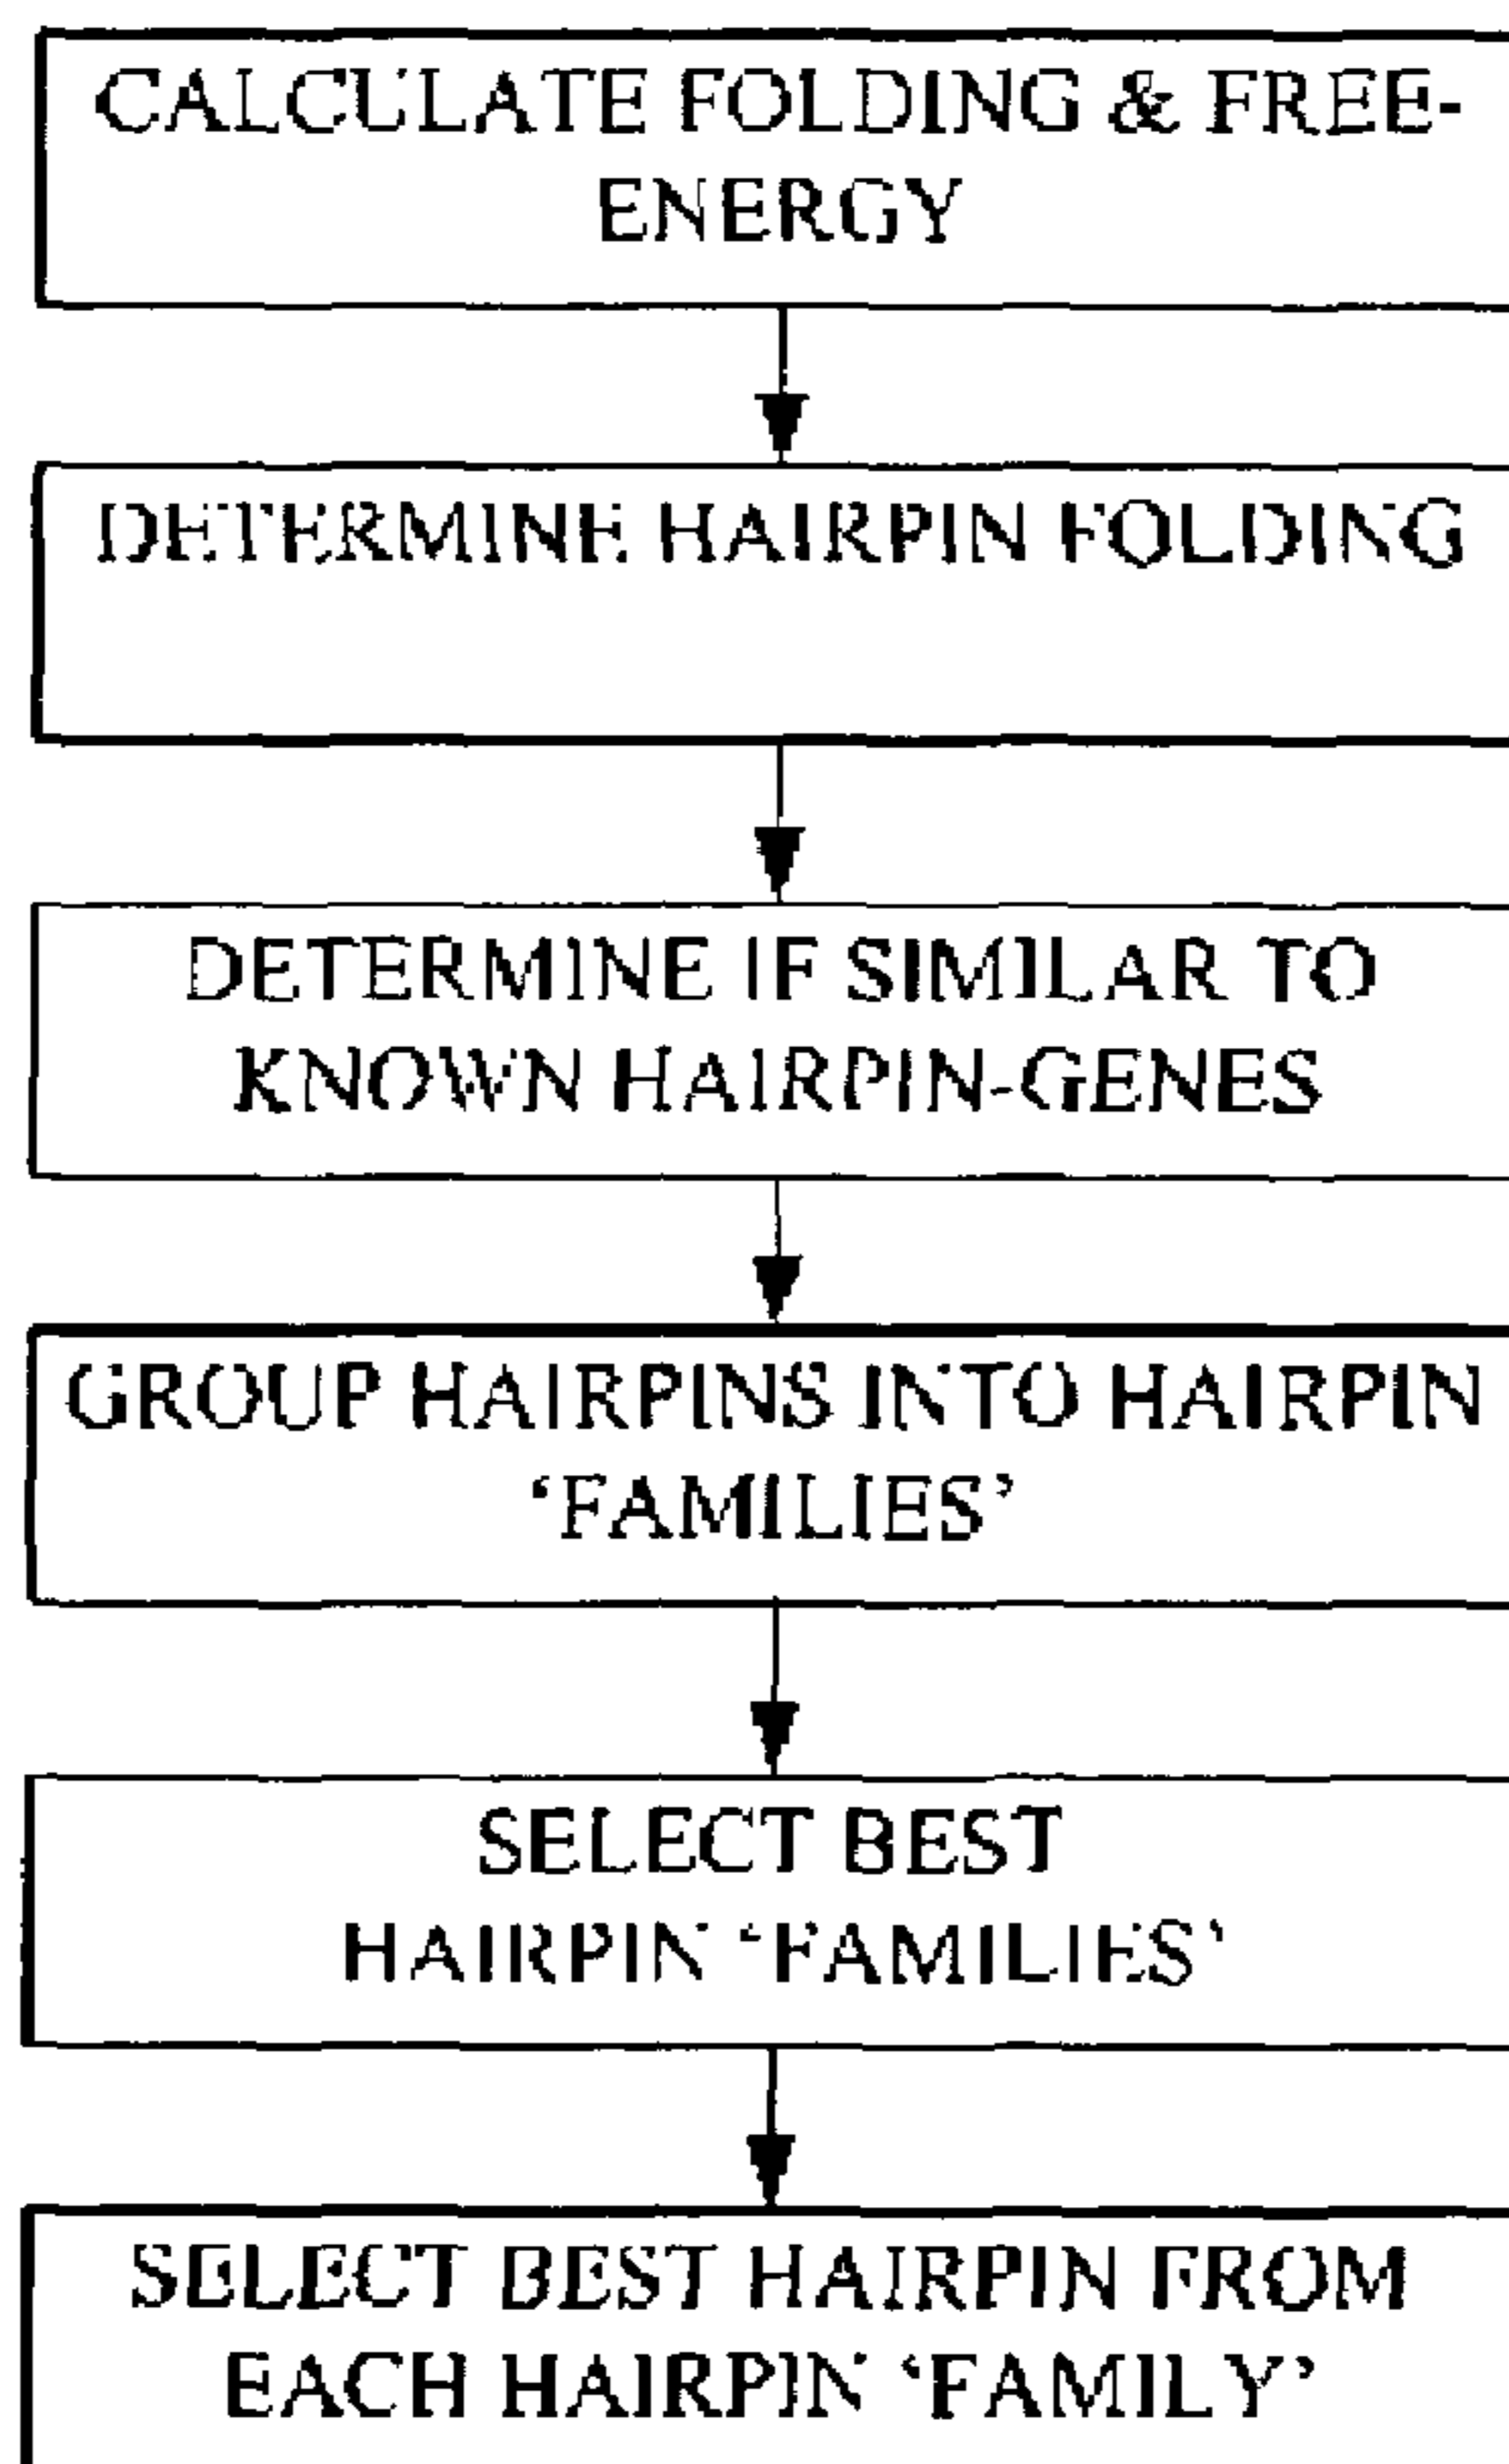 CALCULATE FOLDING & FREE-
ENERGY
DETERMINE HAIRPIN FOLDING
DETERMINE IF SIMILAR TO
KNOWN HAIRPIN-GENES
GROUP HAIRPINS INTO HAIRPIN
‘FAMILIES’
SELECT BEST
HAIRPIN ‘FAMILIES’
SELECT BEST HAIRPIN FROM
EACH HAIRPIN ‘FAMILY’